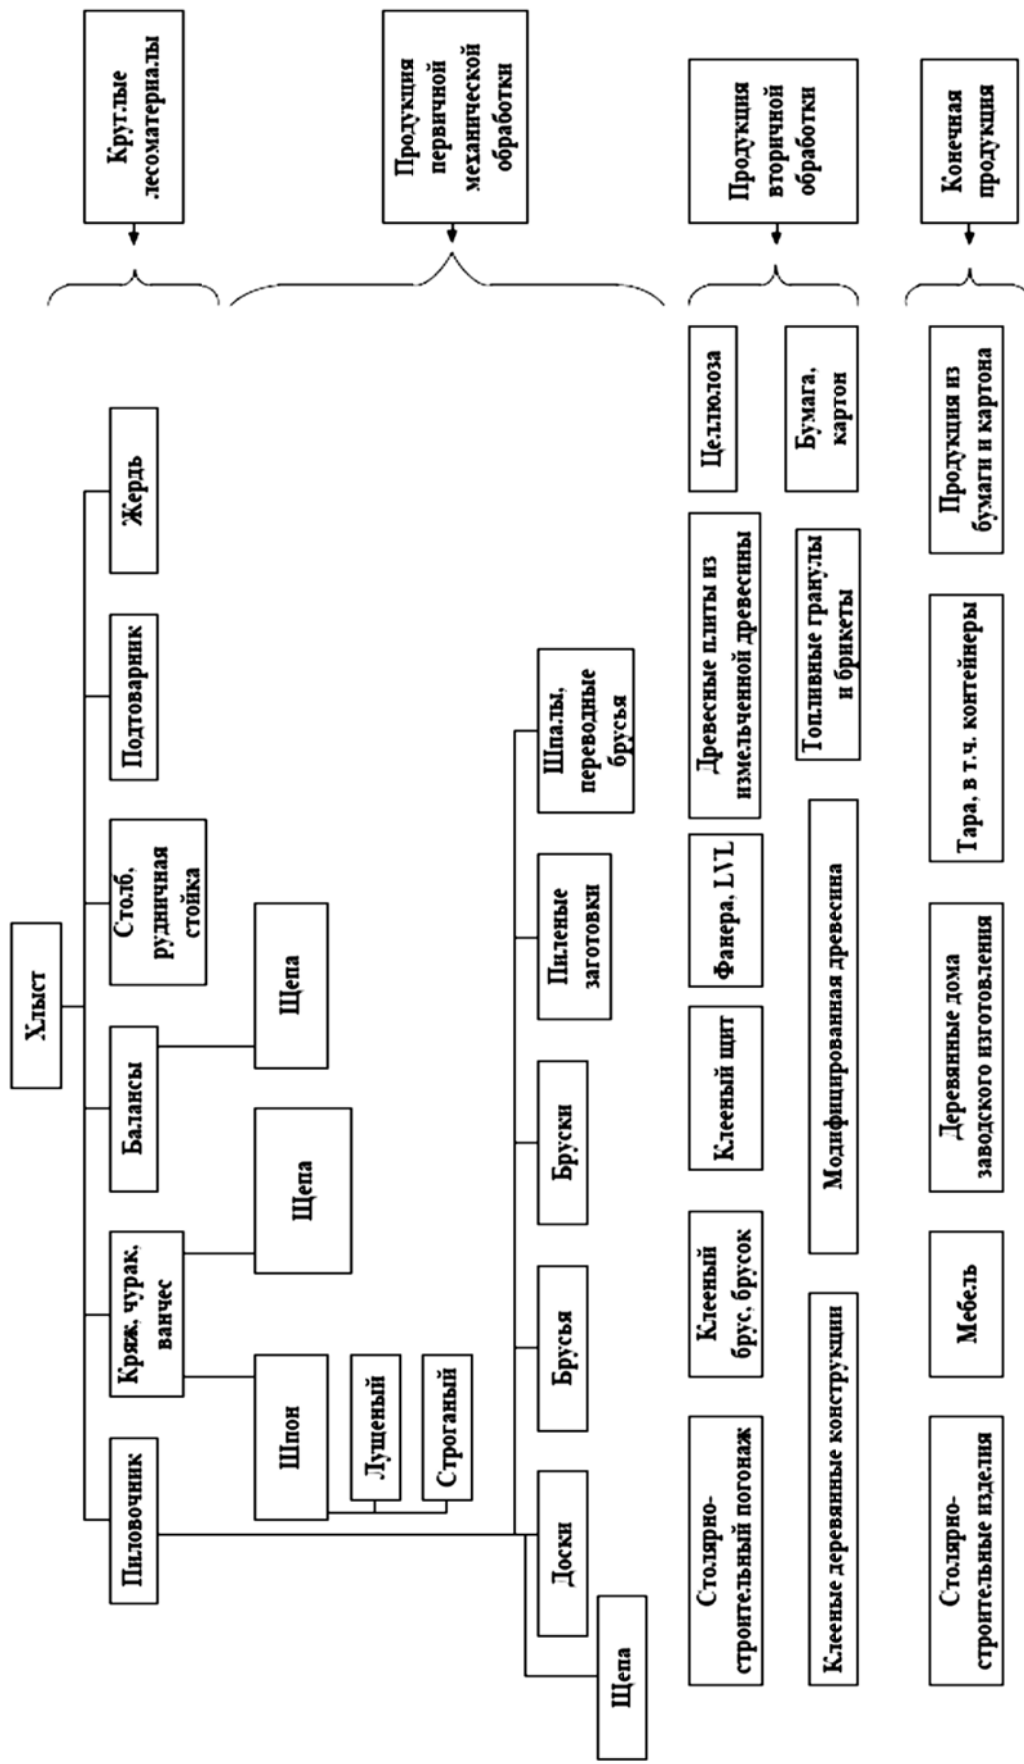 Хлыст
Пиловочник
Кряж, чурак,
ванчес
Балансы
Столб,
рудничная
стойка
Подтоварник
Жердь
Круглые
лесоматериалы
Шпон
Лущеный
Строганый
Щепа
Щепа
Продукция
первичной
механической
обработки
Щепа
Доски
Брусья
Бруски
Пиленые
заготовки
Шпалы,
переводные
брусья
Столярно-
строительный погонаж
Клееный
брус, брусок
Клееный щит
Фанера, LVL
Древесные плиты из
измельченной древесины
Целлюлоза
Клееные деревянные конструкции
Модифицированная древесина
Топливные гранулы
и брикеты
Бумага,
картон
Продукция
вторичной
обработки
Столярно-
строительные изделия
Мебель
Деревянные дома
заводского изготовления
Тара, в т.ч. контейнеры
Продукция из
бумаги и картона
Конечная
продукция